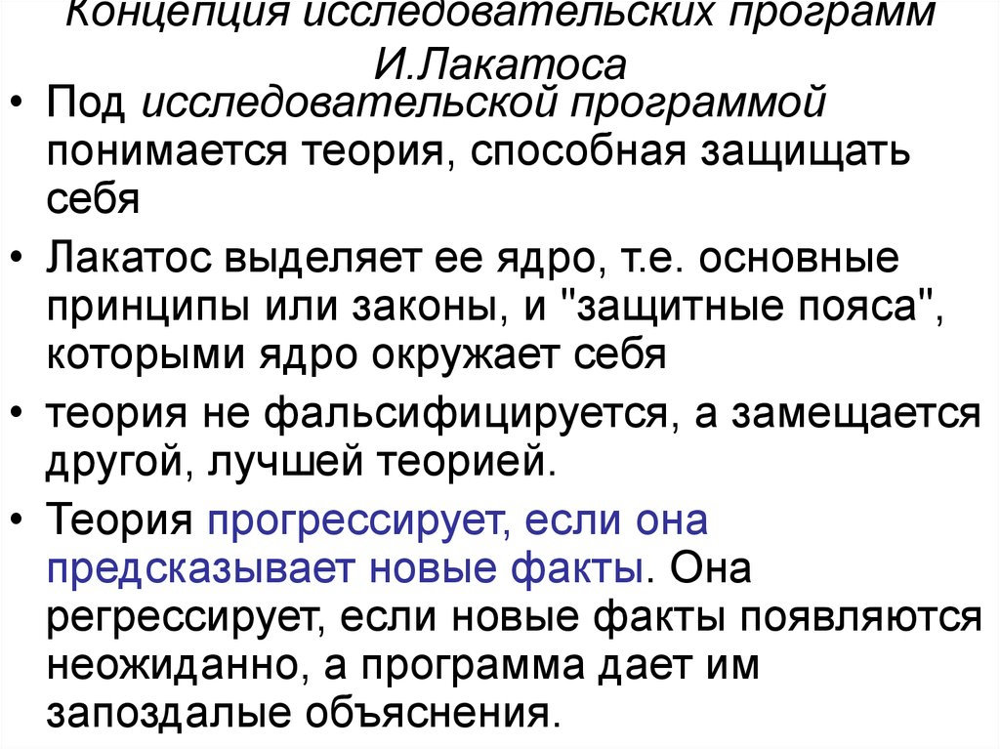 Концепция исследовательских программ
И.Лакатоса
• Под исследовательской программой
понимается теория, способная защищать
себя
• Лакатос выделяет ее ядро, т.е. основные
принципы или законы, и "защитные пояса",
которыми ядро окружает себя
• теория не фальсифицируется, а замещается
другой, лучшей теорией.
• Теория прогрессирует, если она
предсказывает новые факты. Она
регрессирует, если новые факты появляются
неожиданно, а программа дает им
запоздалые объяснения.